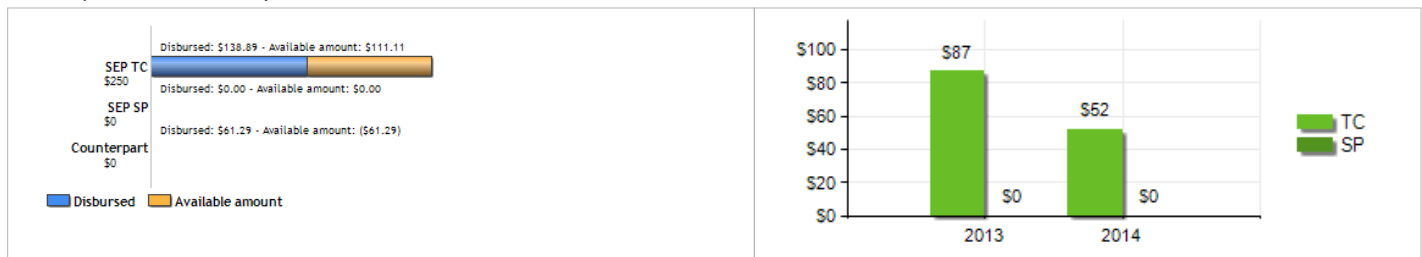 Disbursed: $138.89 - Available amount: $111.11
SEP TC
$250
Disbursed: $0.00 - Available amount: $0.00
SEP SP
$0
Disbursed: $61.29 - Available amount: ($61.29)
Counterpart
$0
Disbursed Available amount
$100
$87
$80
$60
$52
$40
$20
$0
$0
$0
2013 2014
TC
SP